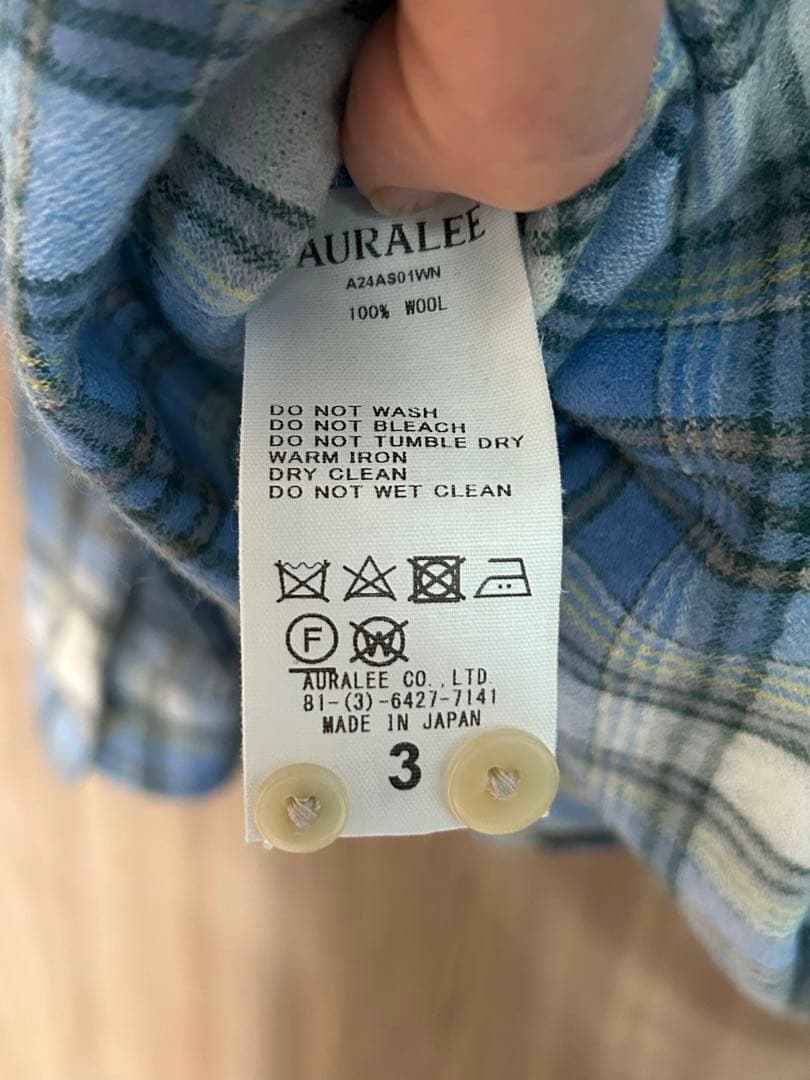 AURALEE
A24AS01WN
100% WOOL
DO NOT WASH
DO NOT BLEACH
DO NOT TUMBLE DRY
WARM IRON
DRY CLEAN
DO NOT WET CLEAN
F
W
AURALEE CO.,LTD.
81-(3)-6427-7141
MADE IN JAPAN
3